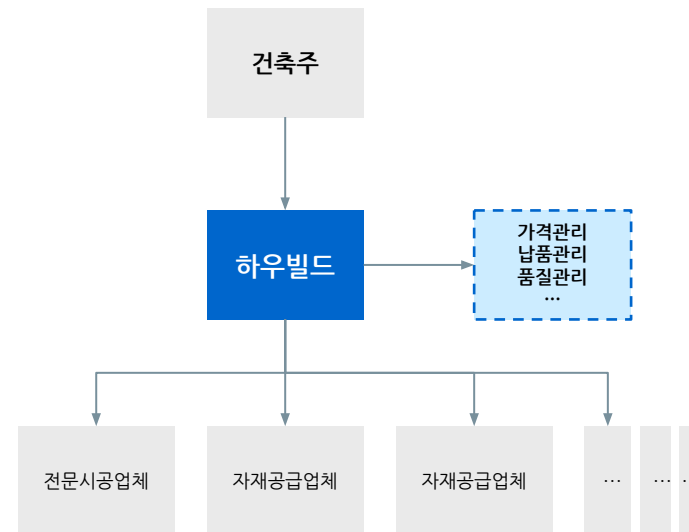 건축주
하우빌드
가격관리
납품관리
품질관리
...
전문시공업체
자재공급업체
자재공급업체
...
...
.